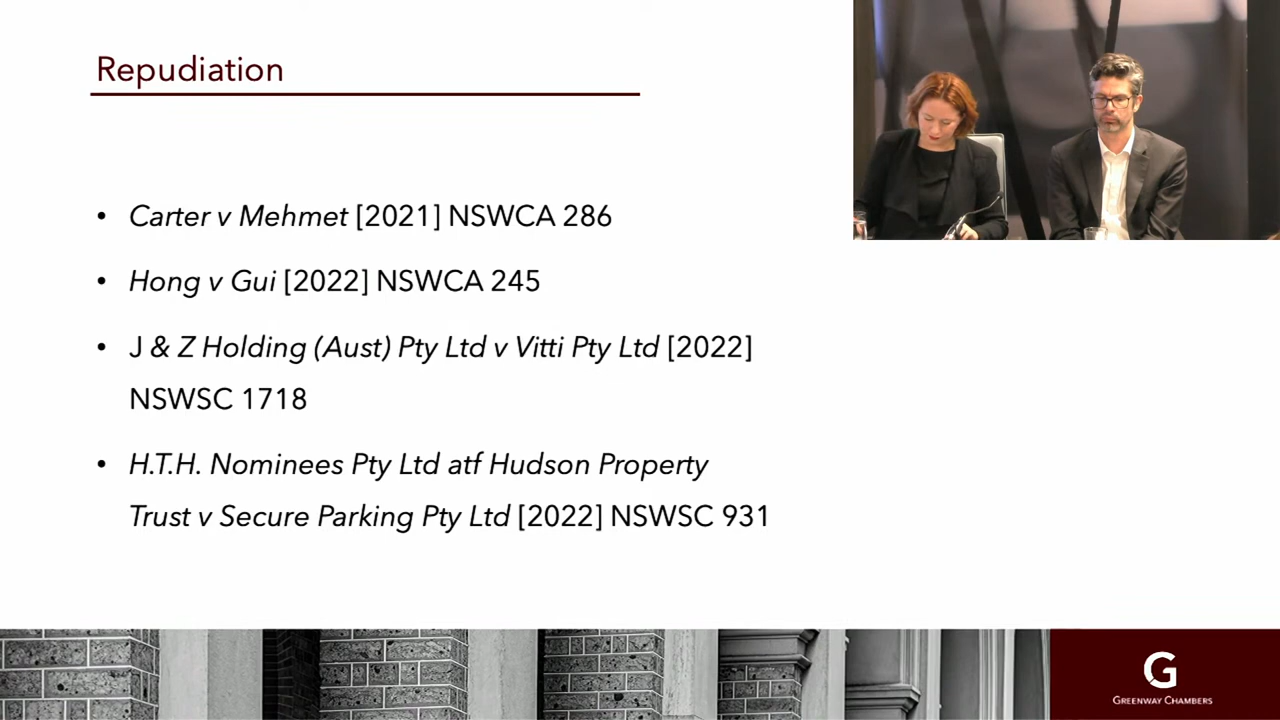 Repudiation
• Carter v Mehmet [2021] NSWCA 286
• Hong v Gui [2022] NSWCA 245
• J & Z Holding (Aust) Pty Ltd v Vitti Pty Ltd [2022]
NSWSC 1718
• H.T.H. Nominees Pty Ltd atf Hudson Property
Trust v Secure Parking Pty Ltd [2022] NSWSC 931
G
GREENWAY CHAMBERS